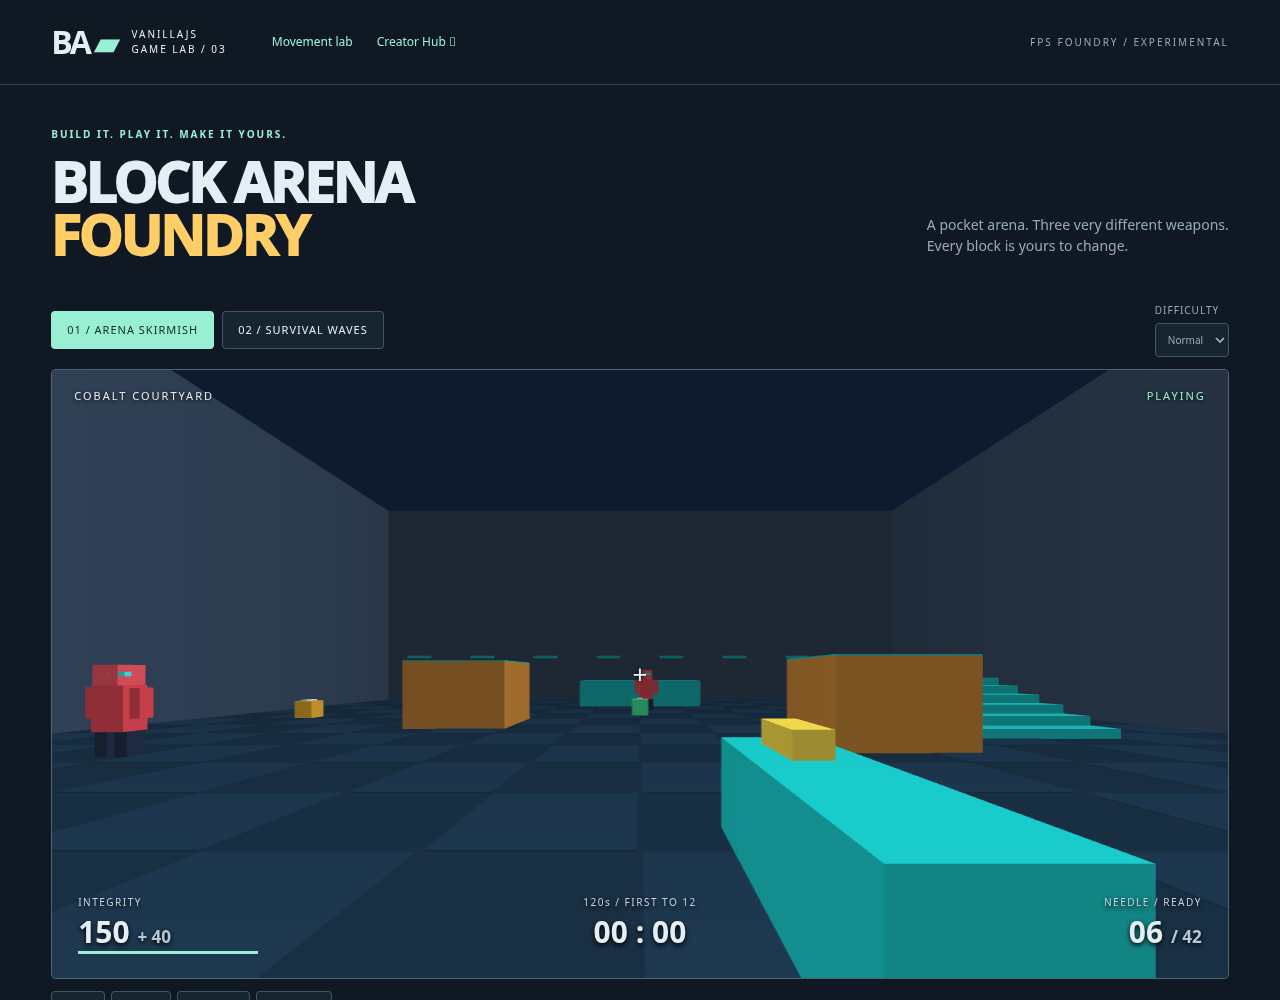 BA
VANILLAJS
GAME LAB / 03
Movement lab
Creator Hub
FPS FOUNDRY / EXPERIMENTAL
BUILD IT. PLAY IT. MAKE IT YOURS.
BLOCK ARENA
FOUNDRY
A pocket arena. Three very different weapons.
Every block is yours to change.
01 / ARENA SKIRMISH
02 / SURVIVAL WAVES
DIFFICULTY
Normal
COBALT COURTYARD
PLAYING
INTEGRITY
150 + 40
120s / FIRST TO 12
00 : 00
NEEDLE / READY
06 / 42